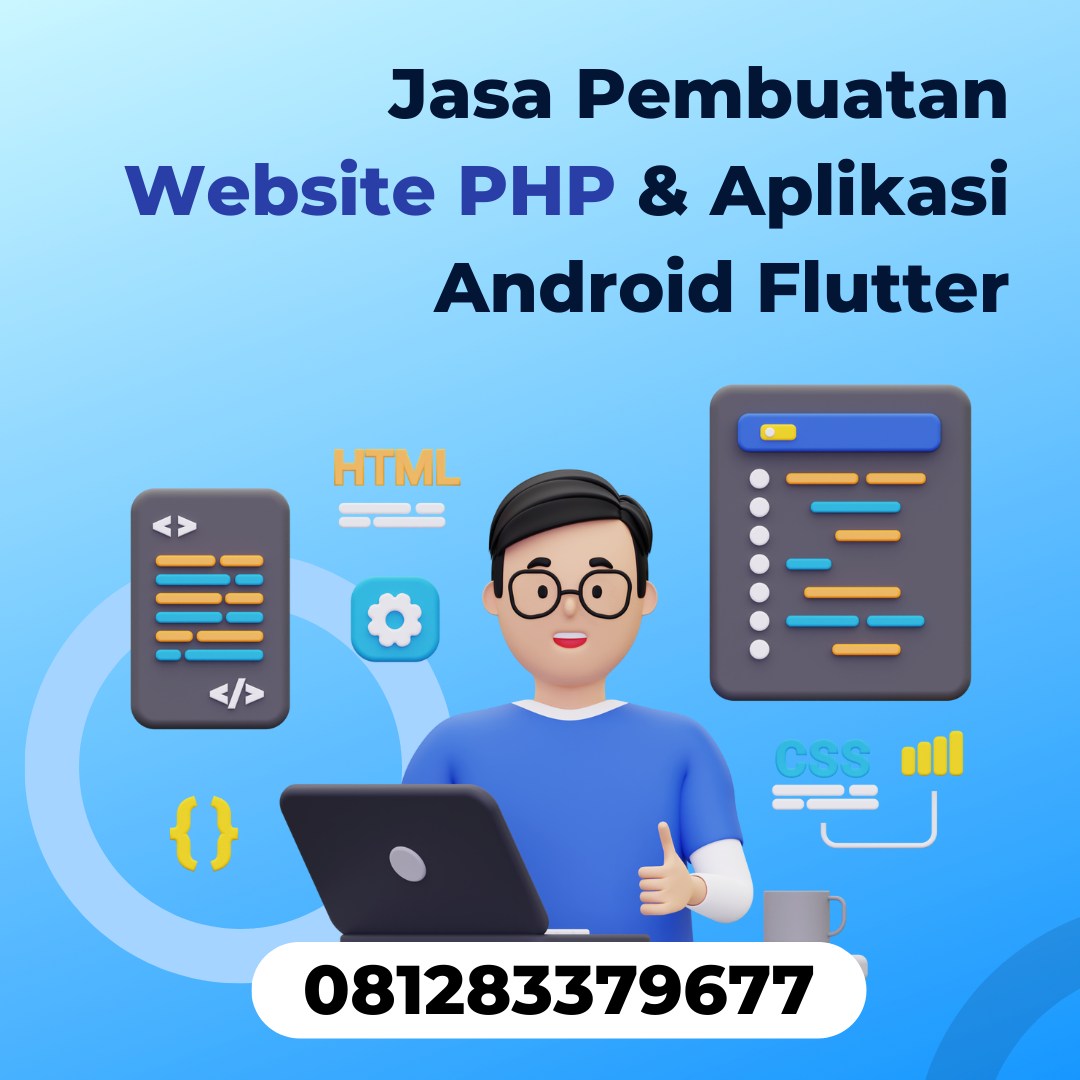 Jasa Pembuatan
Website PHP & Aplikasi
Android Flutter
HTML
<>
</>
{}
CSS
081283379677